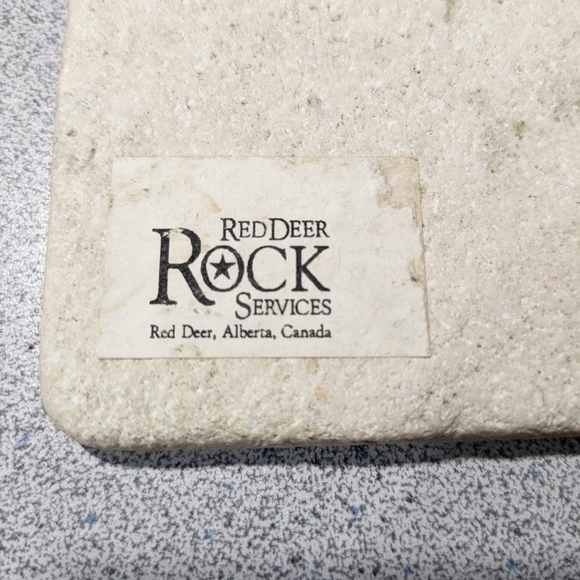 RED DEER
ROCK
SERVICES
Red Deer, Alberta, Canada